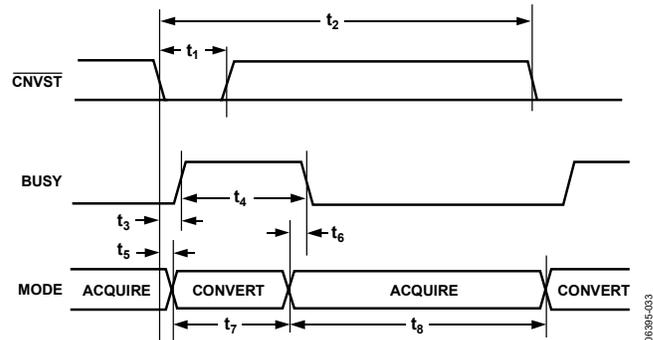 t2
t1
CNVST
BUSY
t4
t3
t6
t5
MODE ACQUIRE CONVERT ACQUIRE CONVERT
t7 t8
06395-033